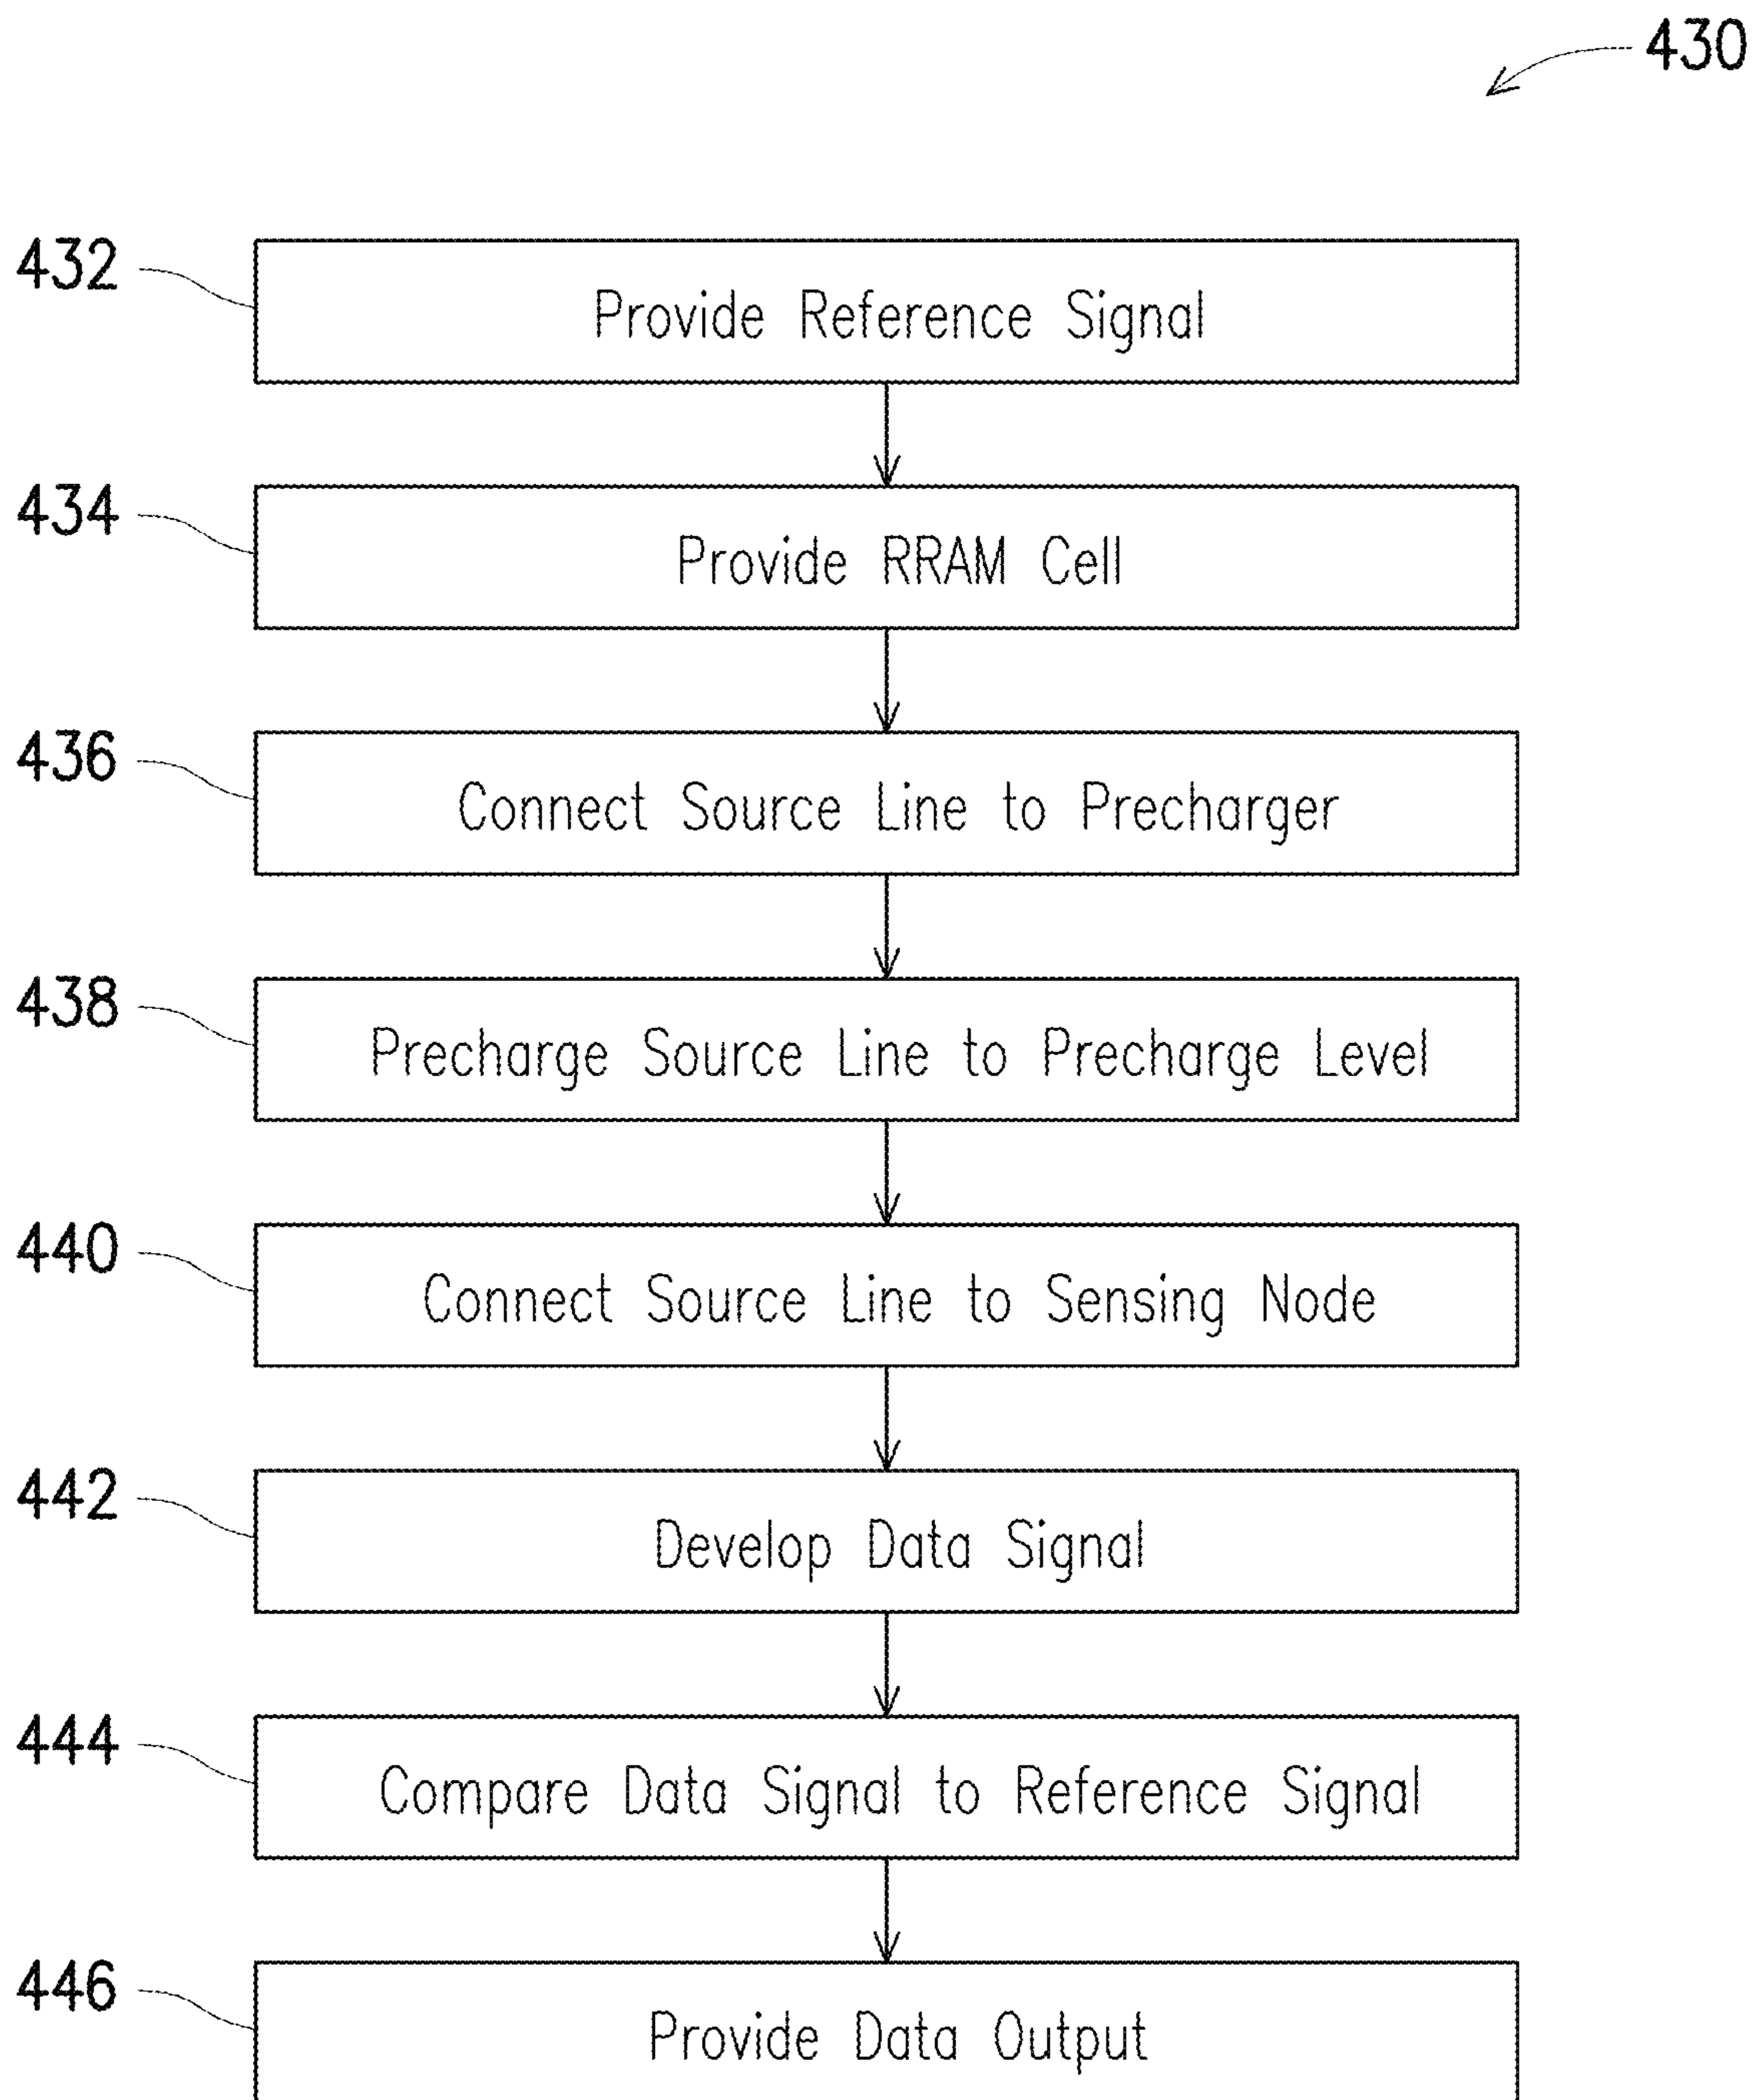 430
432
Provide Reference Signal
434
Provide RRAM Cell
436
Connect Source Line to Precharger
438
Precharge Source Line to Precharge Level
440
Connect Source Line to Sensing Node
442
Develop Data Signal
444
Compare Data Signal to Reference Signal
446
Provide Data Output